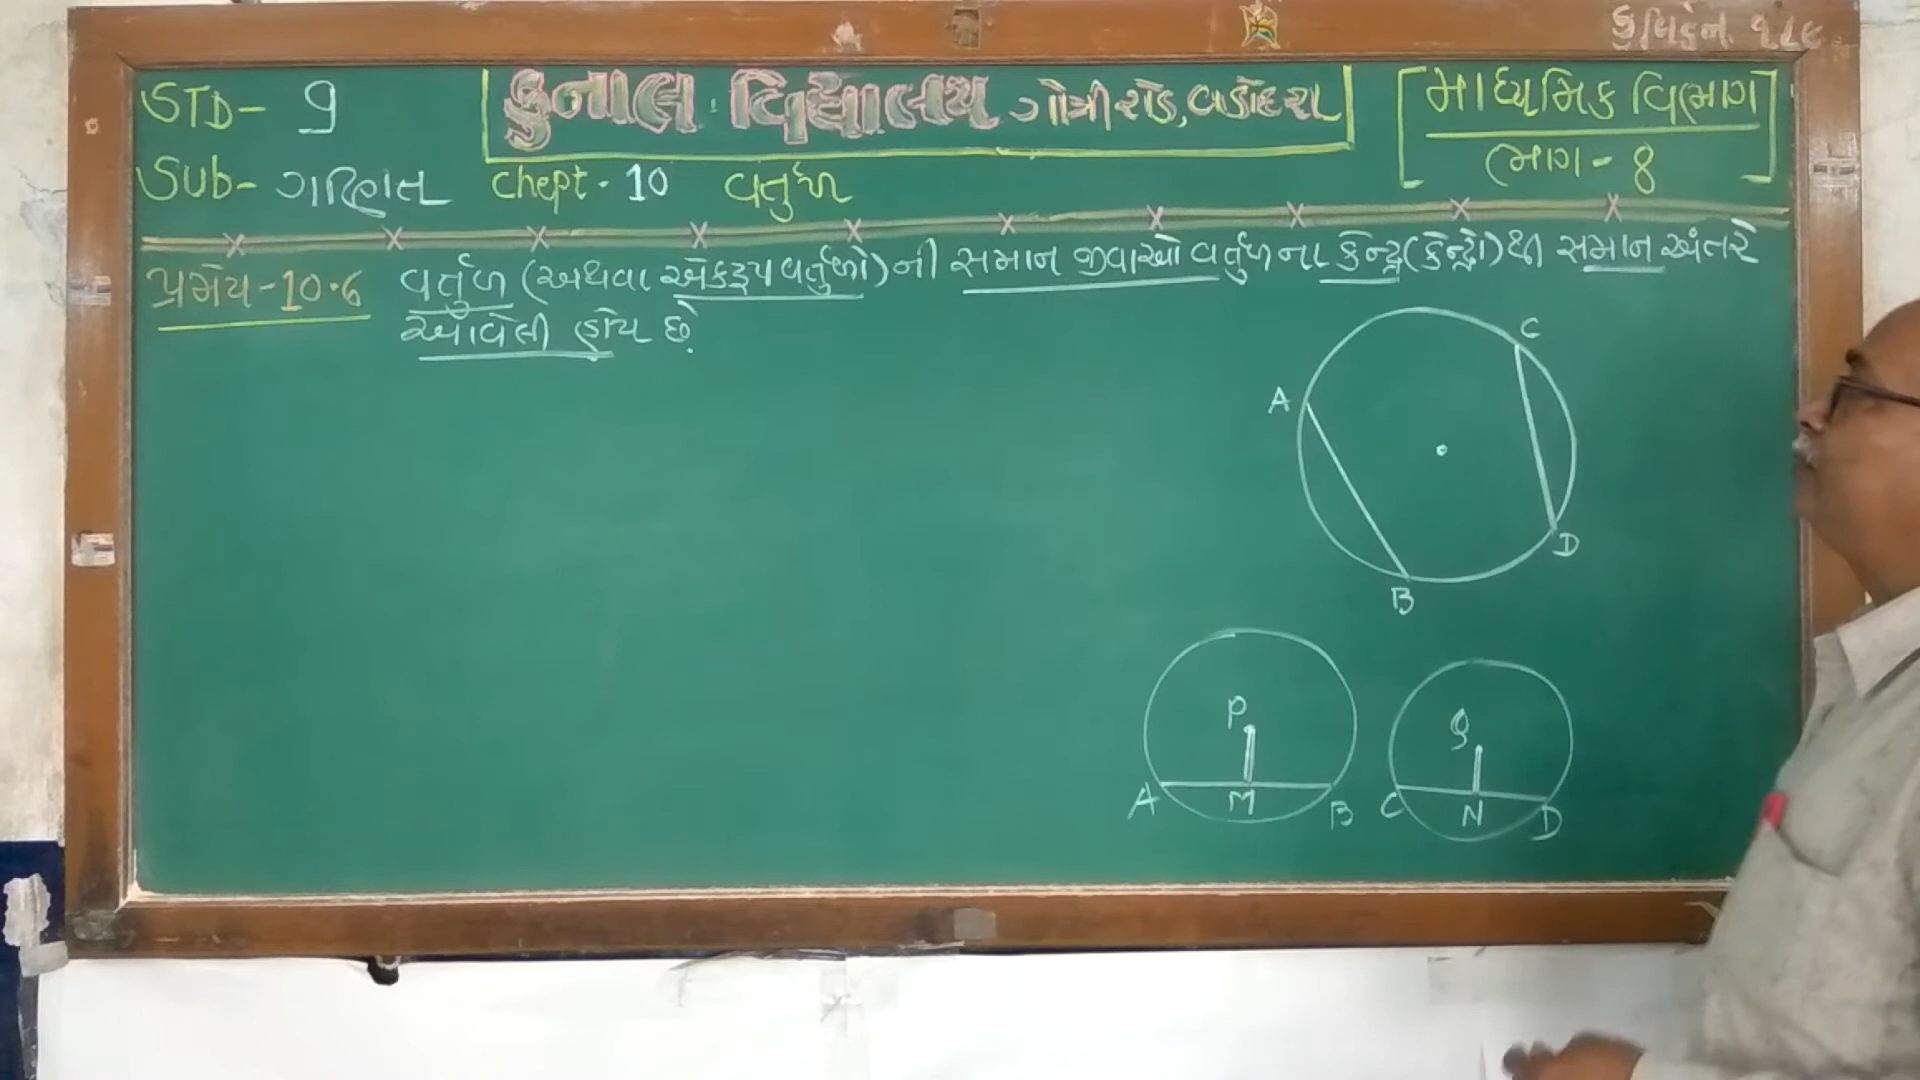 STD- 9
કુનાલ વિદ્યાલય ગોત્રી રોડ, વડોદરા
[માધ્યમિક વિભાગ
ભાગ - 8]
Sub- ગણિત chept - 10 વર્તુળ
પ્રમેય-10.6 વર્તુળ (અથવા એકરૂપ વર્તુળો) ની સમાન જીવાઓ વર્તુળના કેન્દ્ર (કેન્દ્રો) થી સમાન અંતરે
આવેલી હોય છે.
C
A
D
B
P
A M B
Q
C N D